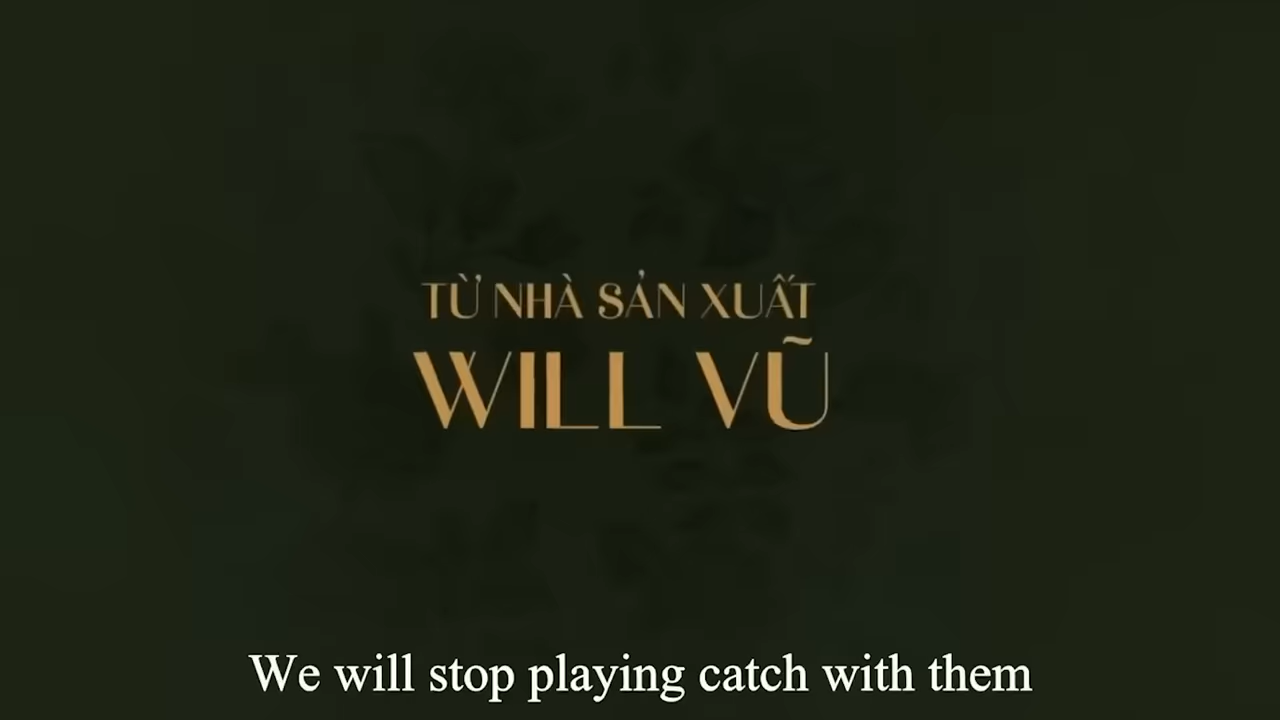 TỪ NHÀ SẢN XUẤT
WILL VŨ
We will stop playing catch with them